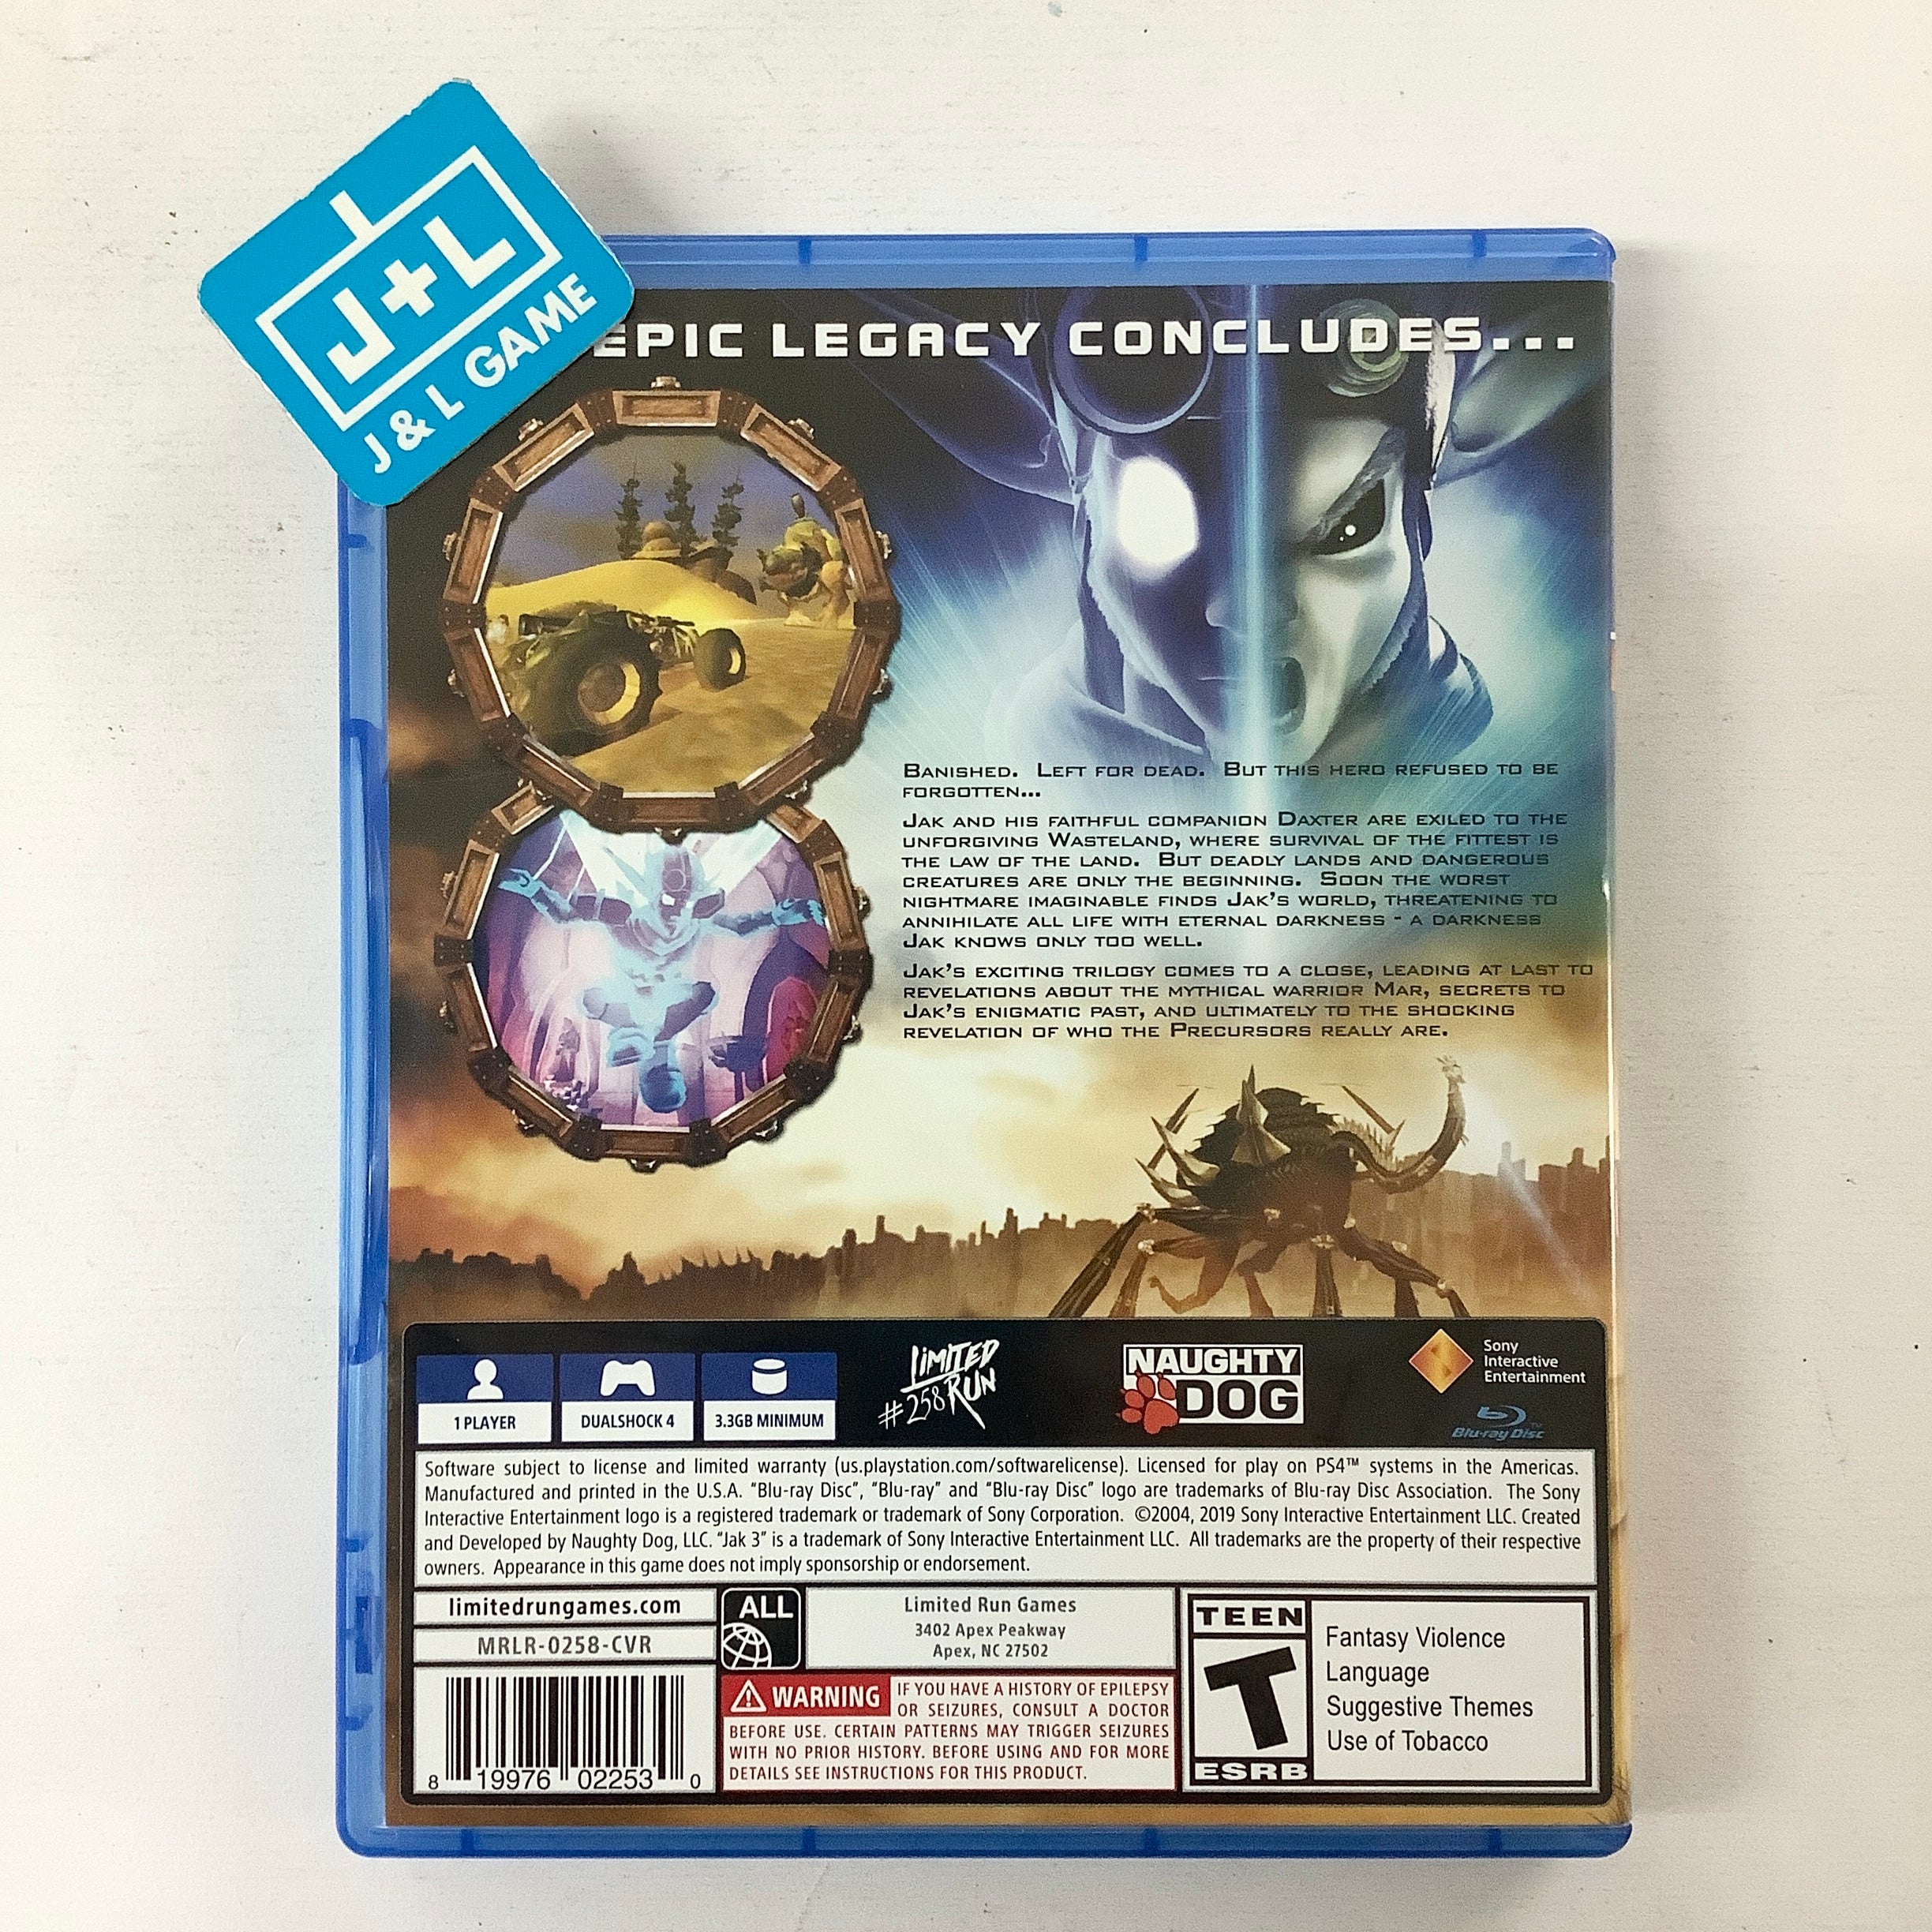 J+L
J & L GAME
EPIC LEGACY CONCLUDES...
BANISHED. LEFT FOR DEAD. BUT THIS HERO REFUSED TO BE
FORGOTTEN...
JAK AND HIS FAITHFUL COMPANION DAXTER ARE EXILED TO THE
UNFORGIVING WASTELAND, WHERE SURVIVAL OF THE FITTEST IS
THE LAW OF THE LAND. BUT DEADLY LANDS AND DANGEROUS
CREATURES ARE ONLY THE BEGINNING. SOON THE WORST
NIGHTMARE IMAGINABLE FINDS JAK'S WORLD, THREATENING TO
ANNIHILATE ALL LIFE WITH ETERNAL DARKNESS - A DARKNESS
JAK KNOWS ONLY TOO WELL.
JAK'S EXCITING TRILOGY COMES TO A CLOSE, LEADING AT LAST TO
REVELATIONS ABOUT THE MYTHICAL WARRIOR MAR, SECRETS TO
JAK'S ENIGMATIC PAST, AND ULTIMATELY TO THE SHOCKING
REVELATION OF WHO THE PRECURSORS REALLY ARE.
1 PLAYER
DUALSHOCK 4
3.3GB MINIMUM
LIMITED
RUN
#258
NAUGHTY
DOG
Sony
Interactive
Entertainment
Blu-ray Disc™
Software subject to license and limited warranty (us.playstation.com/softwarelicense). Licensed for play on PS4™ systems in the Americas.
Manufactured and printed in the U.S.A. "Blu-ray Disc", "Blu-ray" and "Blu-ray Disc" logo are trademarks of Blu-ray Disc Association. The Sony
Interactive Entertainment logo is a registered trademark or trademark of Sony Corporation. ©2004, 2019 Sony Interactive Entertainment LLC. Created
and Developed by Naughty Dog, LLC. "Jak 3" is a trademark of Sony Interactive Entertainment LLC. All trademarks are the property of their respective
owners. Appearance in this game does not imply sponsorship or endorsement.
limitedrungames.com
MRLR-0258-CVR
8 19976 02253 0
ALL
Limited Run Games
3402 Apex Peakway
Apex, NC 27502
WARNING IF YOU HAVE A HISTORY OF EPILEPSY
OR SEIZURES, CONSULT A DOCTOR
BEFORE USE. CERTAIN PATTERNS MAY TRIGGER SEIZURES
WITH NO PRIOR HISTORY. BEFORE USING AND FOR MORE
DETAILS SEE INSTRUCTIONS FOR THIS PRODUCT.
TEEN
T
ESRB
Fantasy Violence
Language
Suggestive Themes
Use of Tobacco